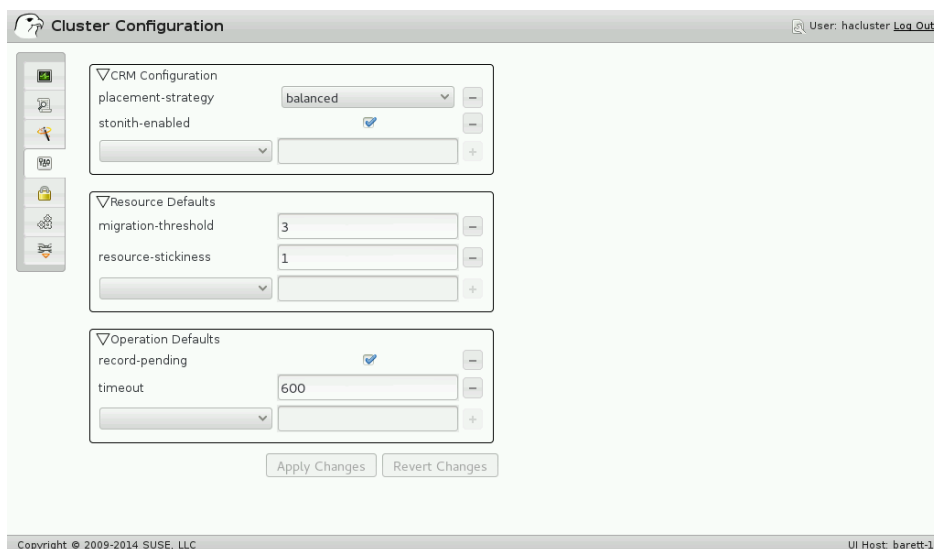 Cluster Configuration
User: hacluster Log Out
CRM Configuration
placement-strategy balanced
stonith-enabled
Resource Defaults
migration-threshold 3
resource-stickiness 1
Operation Defaults
record-pending
timeout 600
Apply Changes Revert Changes
Copyright © 2009-2014 SUSE, LLC
UI Host: barett-1